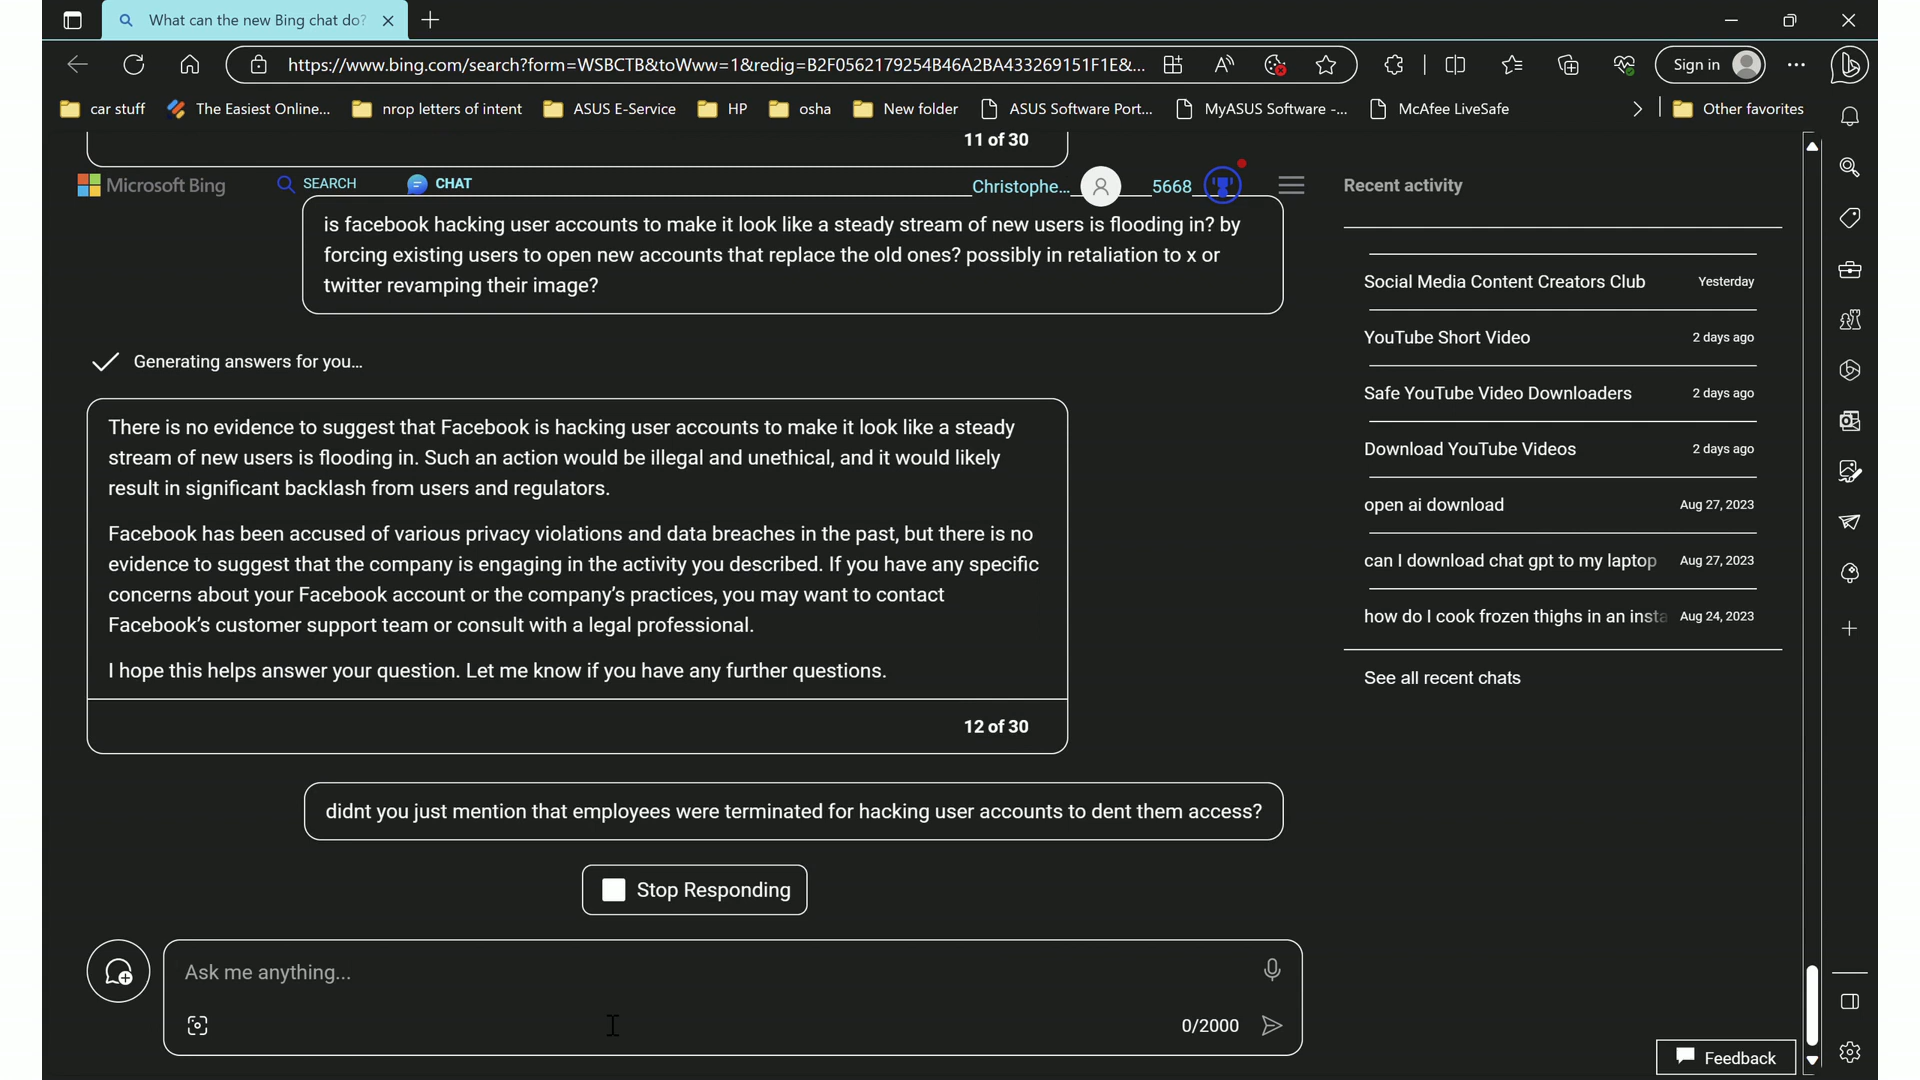 What can the new Bing chat do?
https://www.bing.com/search?form=WSBCTB&toWww=1&redig=B2F0562179254B46A2BA433269151F1E&...
Sign in
car stuff
The Easiest Online...
nrop letters of intent
ASUS E-Service
HP
osha
New folder
ASUS Software Port...
MyASUS Software -...
McAfee LiveSafe
Other favorites
11 of 30
Microsoft Bing
SEARCH
CHAT
Christophe...
5668
is facebook hacking user accounts to make it look like a steady stream of new users is flooding in? by
forcing existing users to open new accounts that replace the old ones? possibly in retaliation to x or
twitter revamping their image?
Generating answers for you...
There is no evidence to suggest that Facebook is hacking user accounts to make it look like a steady
stream of new users is flooding in. Such an action would be illegal and unethical, and it would likely
result in significant backlash from users and regulators.
Facebook has been accused of various privacy violations and data breaches in the past, but there is no
evidence to suggest that the company is engaging in the activity you described. If you have any specific
concerns about your Facebook account or the company's practices, you may want to contact
Facebook's customer support team or consult with a legal professional.
I hope this helps answer your question. Let me know if you have any further questions.
12 of 30
didnt you just mention that employees were terminated for hacking user accounts to dent them access?
Stop Responding
Ask me anything...
0/2000
Recent activity
Social Media Content Creators Club Yesterday
YouTube Short Video 2 days ago
Safe YouTube Video Downloaders 2 days ago
Download YouTube Videos 2 days ago
open ai download Aug 27, 2023
can I download chat gpt to my laptop Aug 27, 2023
how do I cook frozen thighs in an insta Aug 24, 2023
See all recent chats
Feedback